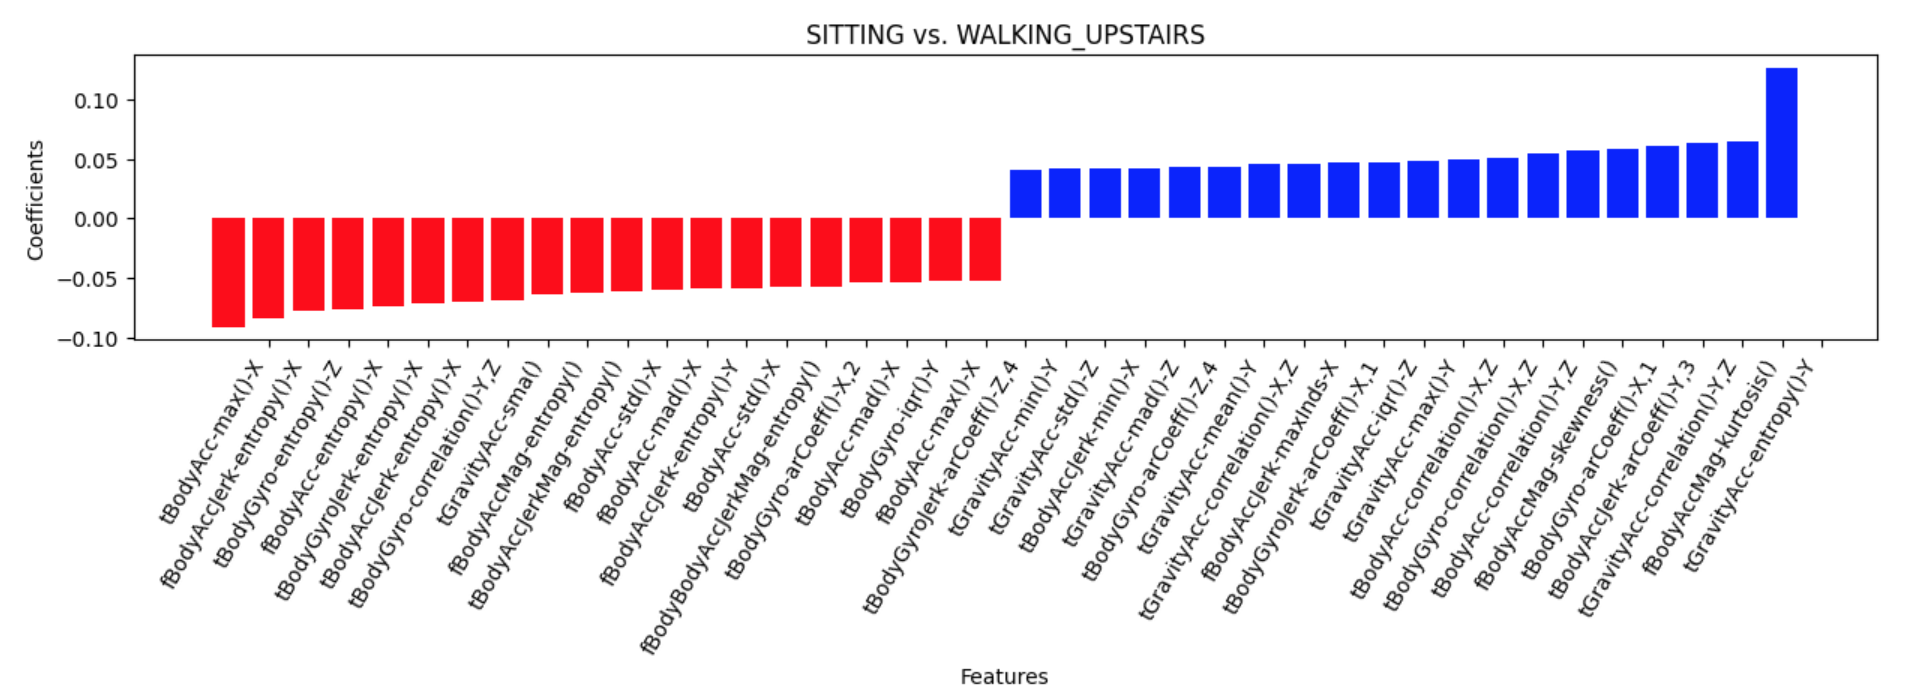 SITTING vs. WALKING_UPSTAIRS
Coefficients
0.10
0.05
0.00
−0.05
−0.10
tBodyAcc-max()-X
fBodyAccJerk-entropy()-X
tBodyGyro-entropy()-Z
fBodyAcc-entropy()-X
tBodyGyroJerk-entropy()-X
tBodyAccJerk-entropy()-X
tBodyGyro-correlation()-Y,Z
tGravityAcc-sma()
fBodyAccMag-entropy()
tBodyAccJerkMag-entropy()
fBodyAcc-std()-X
fBodyAcc-mad()-X
fBodyAccJerk-entropy()-Y
tBodyAcc-std()-X
fBodyBodyAccJerkMag-entropy()
tBodyGyro-arCoeff()-X,2
tBodyAcc-mad()-X
tBodyGyro-iqr()-Y
fBodyAcc-max()-X
tBodyGyroJerk-arCoeff()-Z,4
tGravityAcc-min()-Y
tGravityAcc-std()-Z
tBodyAccJerk-min()-X
tGravityAcc-mad()-Z
tBodyGyro-arCoeff()-Z,4
tGravityAcc-mean()-Y
tGravityAcc-correlation()-X,Z
fBodyAccJerk-maxInds-X
tBodyGyroJerk-arCoeff()-X,1
tGravityAcc-iqr()-Z
tGravityAcc-max()-Y
tBodyAcc-correlation()-X,Z
tBodyGyro-correlation()-X,Z
tBodyAcc-correlation()-Y,Z
fBodyAccMag-skewness()
tBodyGyro-arCoeff()-X,1
tBodyAccJerk-arCoeff()-Y,3
tGravityAcc-correlation()-Y,Z
fBodyAccMag-kurtosis()
tGravityAcc-entropy()-Y
Features